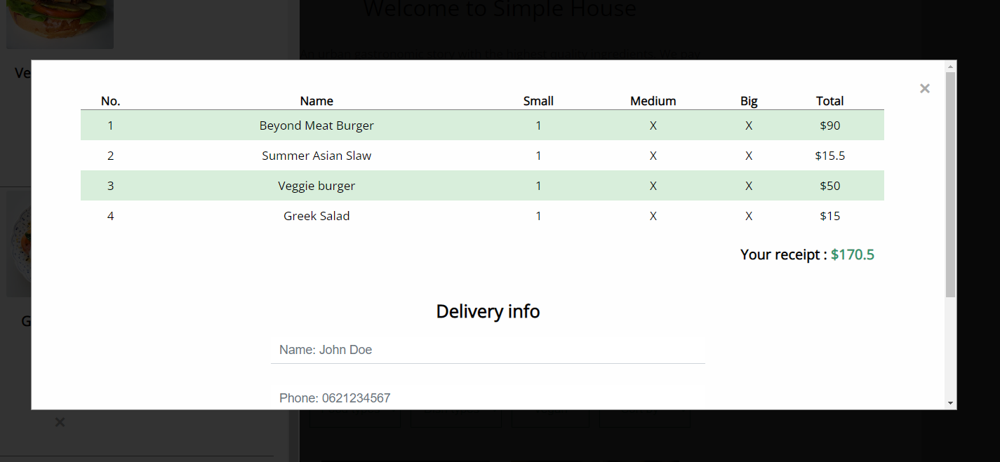 Welcome to Simple House
An urban gastronomic story with the highest quality ingredients. We pay
Ve
No. Name Small Medium Big Total
1 Beyond Meat Burger 1 X X $90
2 Summer Asian Slaw 1 X X $15.5
3 Veggie burger 1 X X $50
4 Greek Salad 1 X X $15
Your receipt : $170.5
Delivery info
G
Name: John Doe
Phone: 0621234567